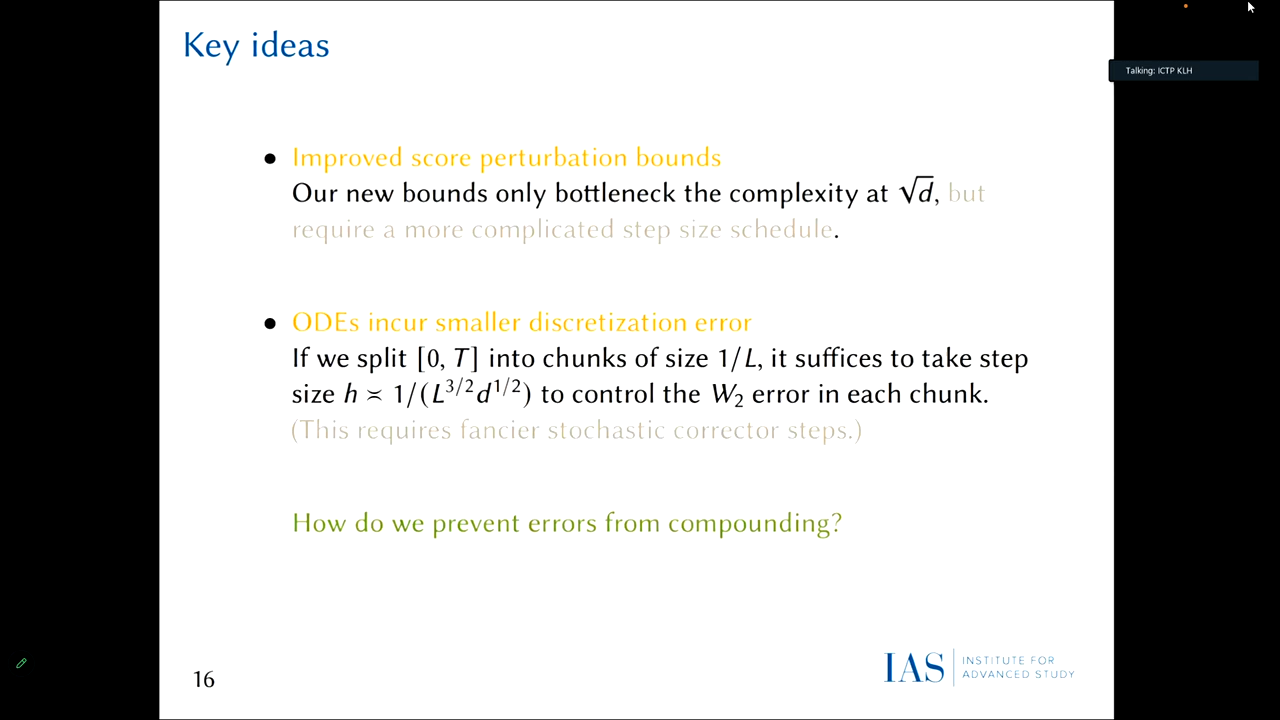 Key ideas
Talking: ICTP KLH
● Improved score perturbation bounds
Our new bounds only bottleneck the complexity at √d, but
require a more complicated step size schedule.
● ODEs incur smaller discretization error
If we split [0, T] into chunks of size 1/L, it suffices to take step
size h ≍ 1/(L^{3/2}d^{1/2}) to control the W₂ error in each chunk.
(This requires fancier stochastic corrector steps.)
How do we prevent errors from compounding?
16
IAS
INSTITUTE FOR
ADVANCED STUDY